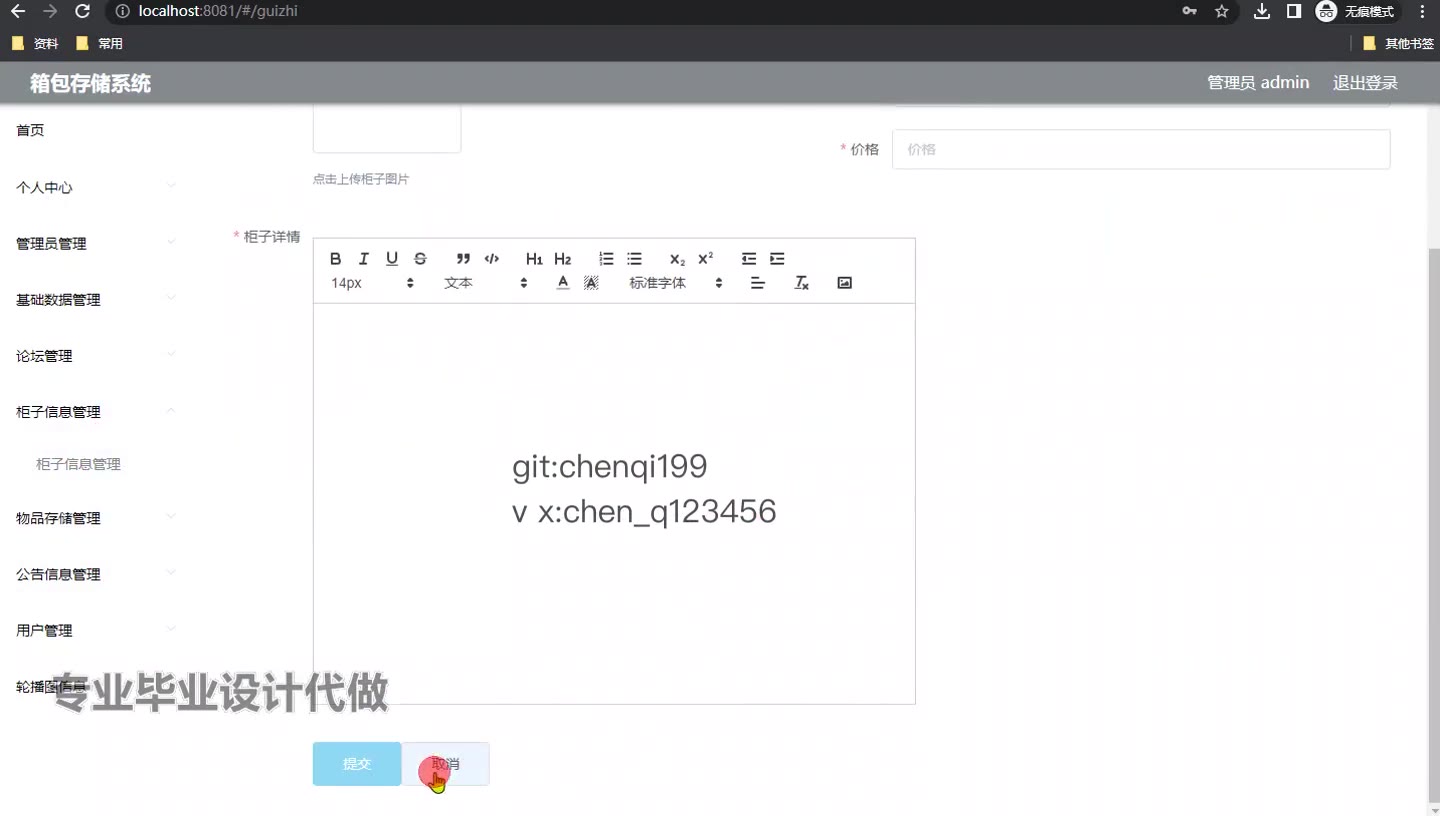 localhost:8081/#/guizhi
无痕模式
资料
常用
其他书签
箱包存储系统
管理员 admin
退出登录
首页
个人中心
管理员管理
基础数据管理
论坛管理
柜子信息管理
柜子信息管理
物品存储管理
公告信息管理
用户管理
轮播图信息
* 价格
价格
点击上传柜子图片
* 柜子详情
B I U S ” </> H1 H2 X2 X2
14px
文本
A
A
标准字体
Tx
git:chenqi199
v x:chen_q123456
专业毕业设计代做
提交
取消